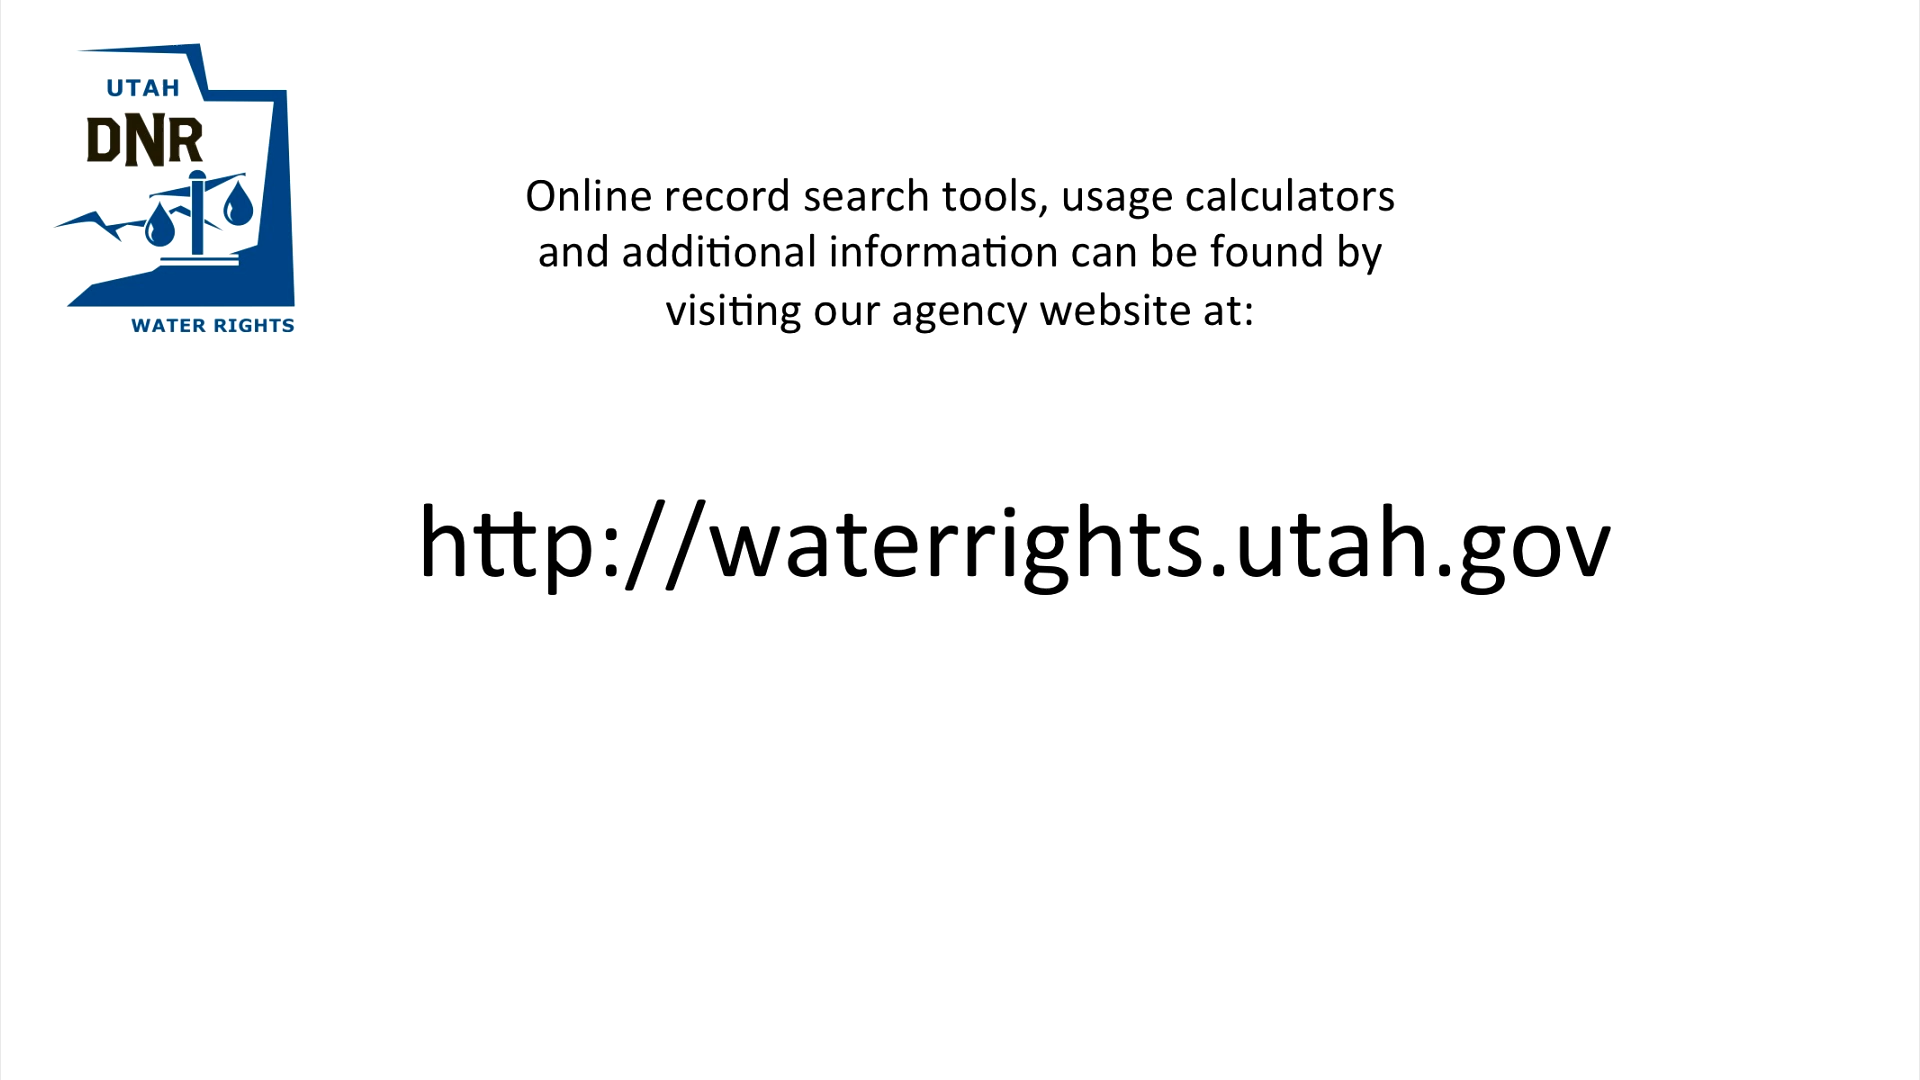 UTAH
DNR
WATER RIGHTS
Online record search tools, usage calculators
and additional information can be found by
visiting our agency website at:
http://waterrights.utah.gov